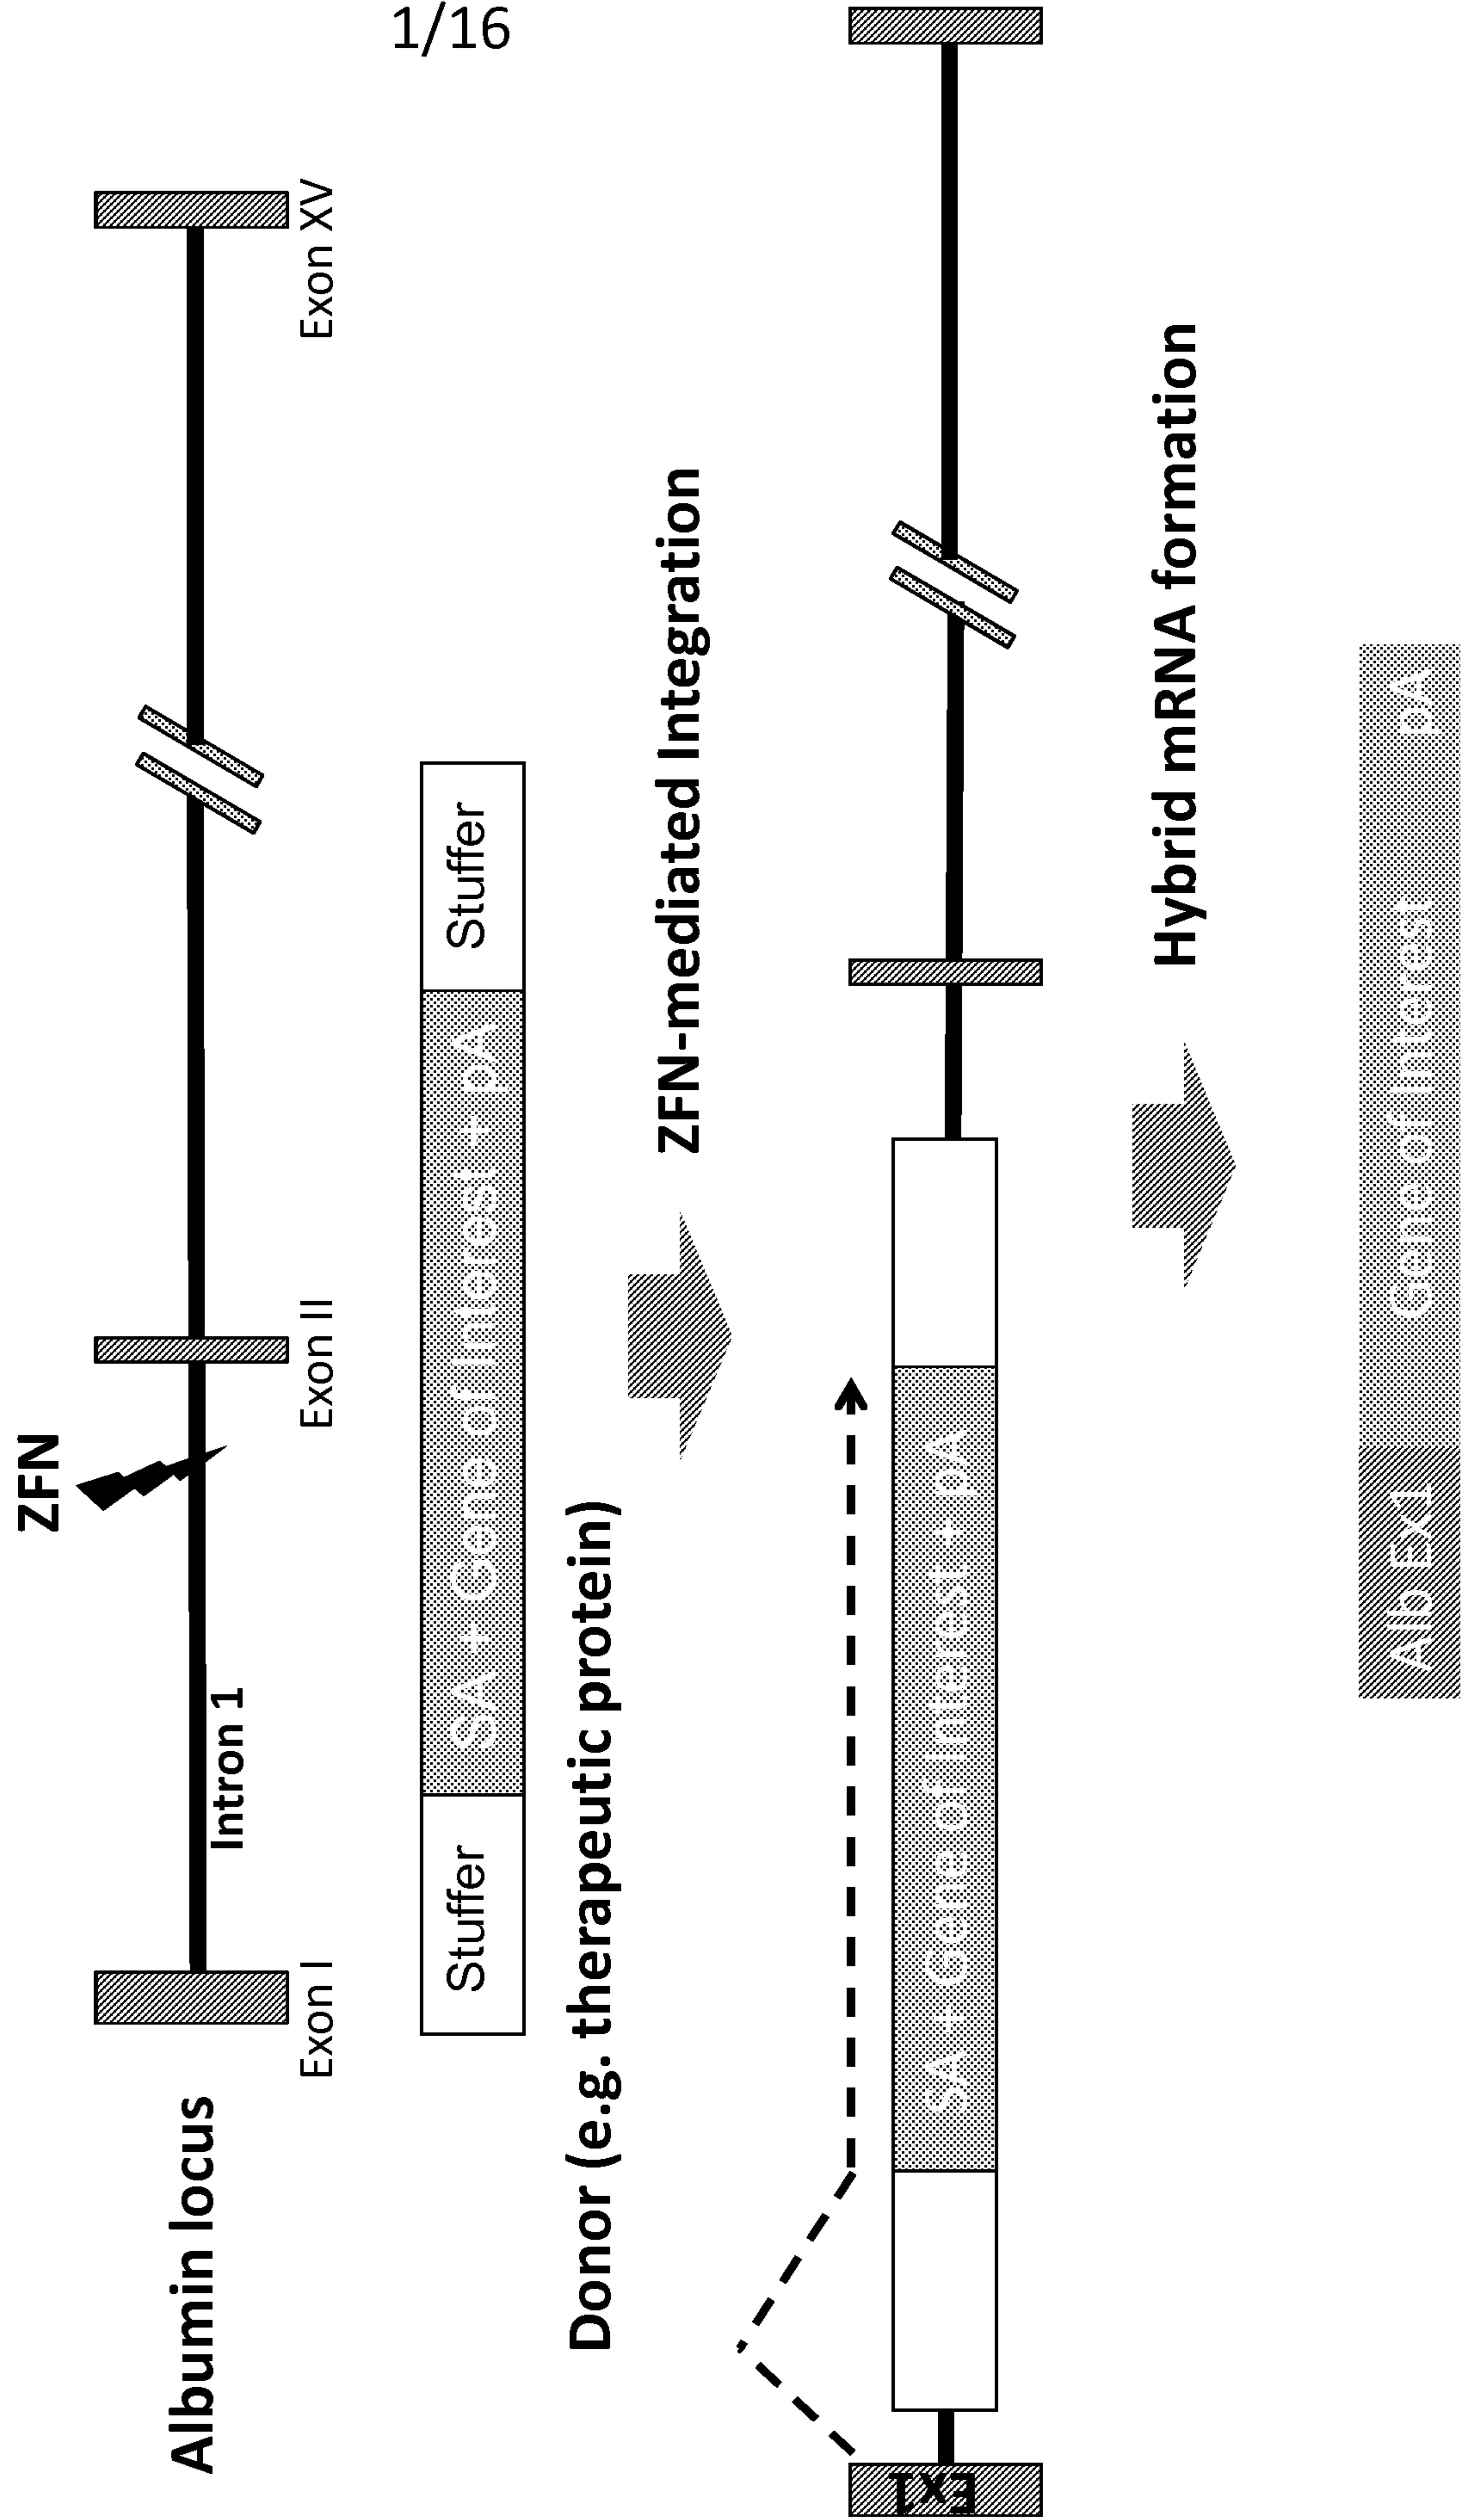 1/16
ZFN
Albumin locus
Intron 1
Exon I
Exon II
Exon XV
Stuffer
SA + Gene of Interest + pA
Stuffer
Donor (e.g. therapeutic protein)
ZFN-mediated Integration
EX1
SA + Gene of Interest + pA
Hybrid mRNA formation
Alb EX1
Gene of Interest
pA